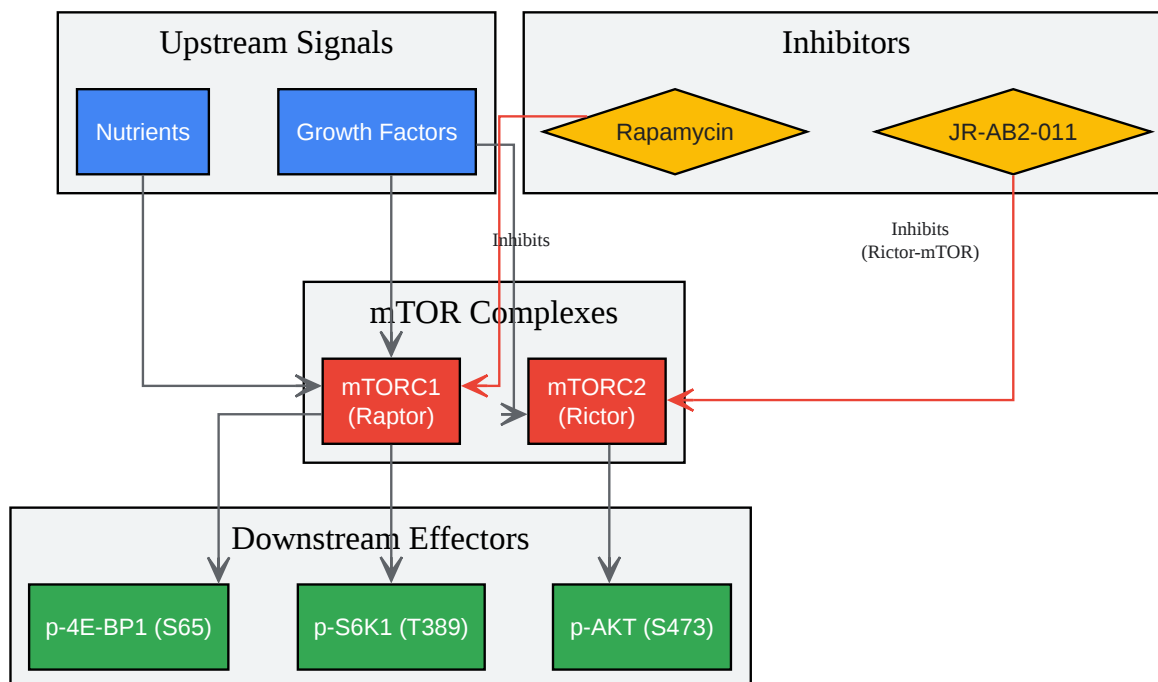 Upstream Signals
Inhibitors
Nutrients
Growth Factors
Rapamycin
JR-AB2-011
Inhibits
Inhibits
(Rictor-mTOR)
mTOR Complexes
mTORC1
(Raptor)
mTORC2
(Rictor)
Downstream Effectors
p-4E-BP1 (S65)
p-S6K1 (T389)
p-AKT (S473)